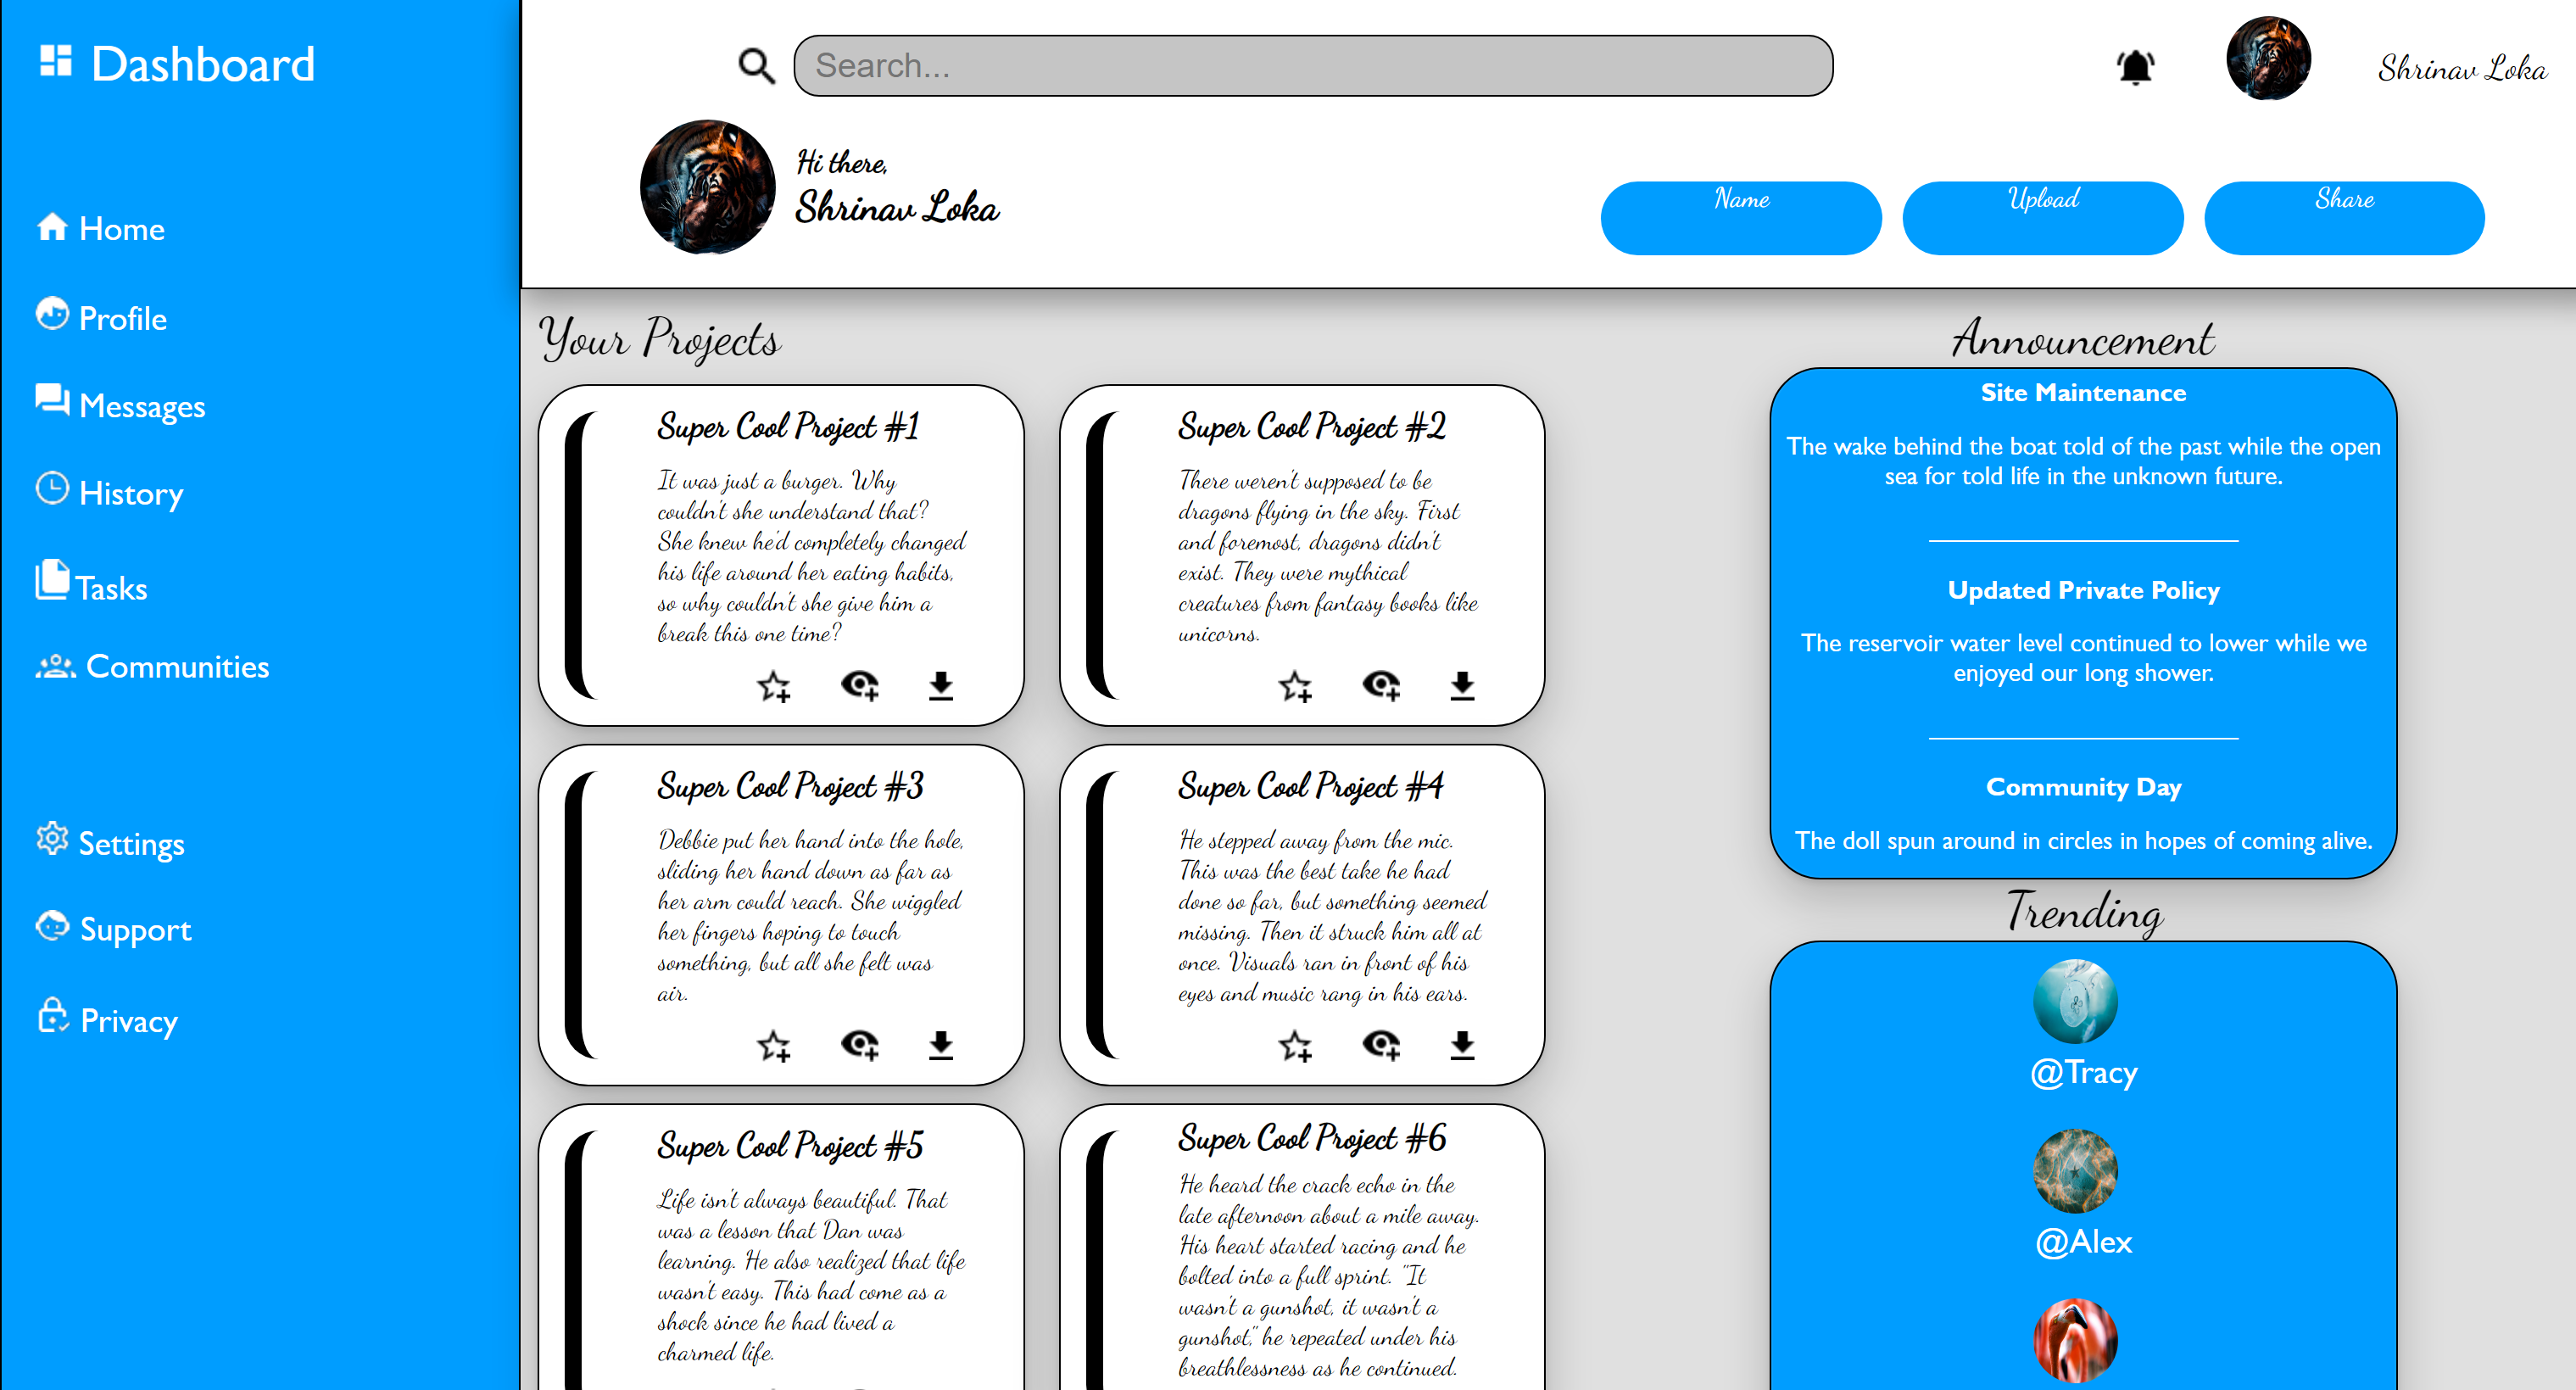 Dashboard
Home
Profile
Messages
History
Tasks
Communities
Settings
Support
Privacy
Search...
Shrinav Loka
Hi there,
Shrinav Loka
Name
Upload
Share
Your Projects
Super Cool Project #1
It was just a burger. Why
couldn't she understand that?
She knew he'd completely changed
his life around her eating habits,
so why couldn't she give him a
break this one time?
Super Cool Project #2
There weren't supposed to be
dragons flying in the sky. First
and foremost, dragons didn't
exist. They were mythical
creatures from fantasy books like
unicorns.
Super Cool Project #3
Debbie put her hand into the hole,
sliding her hand down as far as
her arm could reach. She wiggled
her fingers hoping to touch
something, but all she felt was
air.
Super Cool Project #4
He stepped away from the mic.
This was the best take he had
done so far, but something seemed
missing. Then it struck him all at
once. Visuals ran in front of his
eyes and music rang in his ears.
Super Cool Project #5
Life isn't always beautiful. That
was a lesson that Dan was
learning. He also realized that life
wasn't easy. This had come as a
shock since he had lived a
charmed life.
Super Cool Project #6
He heard the crack echo in the
late afternoon about a mile away.
His heart started racing and he
bolted into a full sprint. "It
wasn't a gunshot, it wasn't a
gunshot," he repeated under his
breathlessness as he continued.
Announcement
Site Maintenance
The wake behind the boat told of the past while the open
sea for told life in the unknown future.
Updated Private Policy
The reservoir water level continued to lower while we
enjoyed our long shower.
Community Day
The doll spun around in circles in hopes of coming alive.
Trending
@Tracy
@Alex